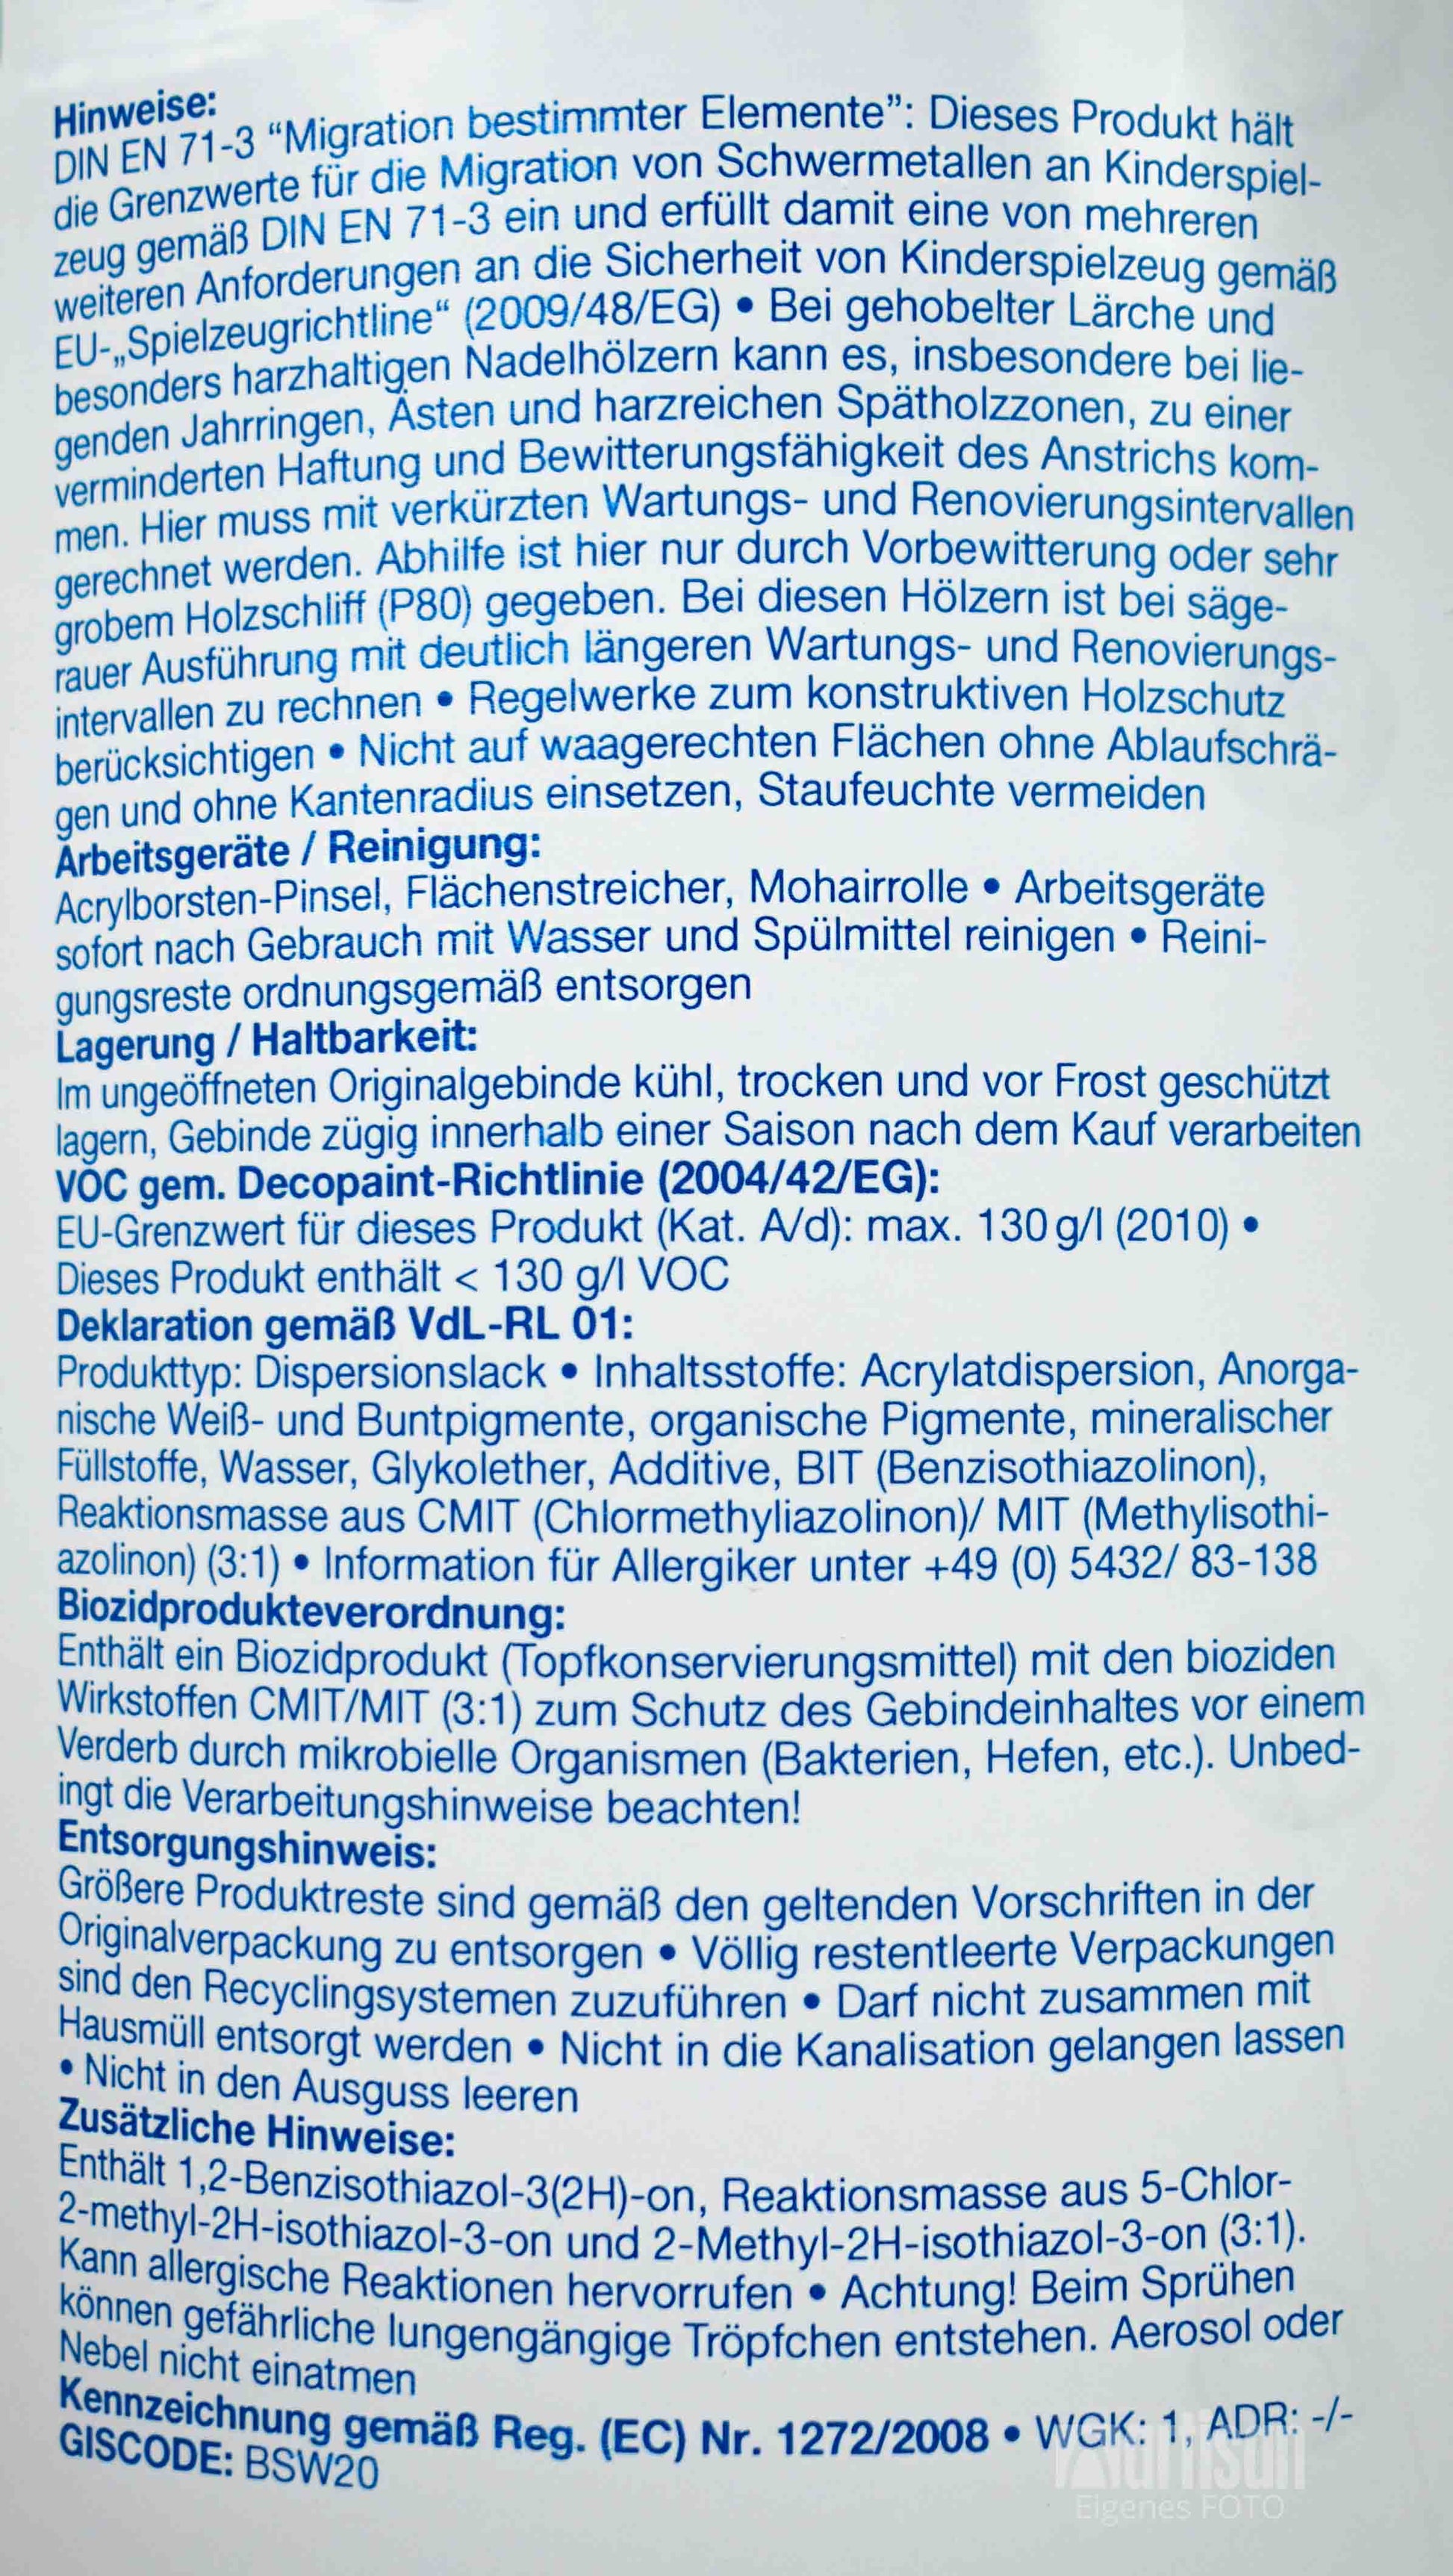 Hinweise:
DIN EN 71-3 “Migration bestimmter Elemente”: Dieses Produkt hält
die Grenzwerte für die Migration von Schwermetallen an Kinderspiel-
zeug gemäß DIN EN 71-3 ein und erfüllt damit eine von mehreren
weiteren Anforderungen an die Sicherheit von Kinderspielzeug gemäß
EU-„Spielzeugrichtline“ (2009/48/EG) • Bei gehobelter Lärche und
besonders harzhaltigen Nadelhölzern kann es, insbesondere bei lie-
genden Jahrringen, Ästen und harzreichen Spätholzzonen, zu einer
verminderten Haftung und Bewitterungsfähigkeit des Anstrichs kom-
men. Hier muss mit verkürzten Wartungs- und Renovierungsintervallen
gerechnet werden. Abhilfe ist hier nur durch Vorbewitterung oder sehr
grobem Holzschliff (P80) gegeben. Bei diesen Hölzern ist bei säge-
rauer Ausführung mit deutlich längeren Wartungs- und Renovierungs-
intervallen zu rechnen • Regelwerke zum konstruktiven Holzschutz
berücksichtigen • Nicht auf waagerechten Flächen ohne Ablaufschrä-
gen und ohne Kantenradius einsetzen, Staufeuchte vermeiden
Arbeitsgeräte / Reinigung:
Acrylborsten-Pinsel, Flächenstreicher, Mohairrolle • Arbeitsgeräte
sofort nach Gebrauch mit Wasser und Spülmittel reinigen • Reini-
gungsreste ordnungsgemäß entsorgen
Lagerung / Haltbarkeit:
Im ungeöffneten Originalgebinde kühl, trocken und vor Frost geschützt
lagern, Gebinde zügig innerhalb einer Saison nach dem Kauf verarbeiten
VOC gem. Decopaint-Richtlinie (2004/42/EG):
EU-Grenzwert für dieses Produkt (Kat. A/d): max. 130 g/l (2010) •
Dieses Produkt enthält < 130 g/l VOC
Deklaration gemäß VdL-RL 01:
Produkttyp: Dispersionslack • Inhaltsstoffe: Acrylatdispersion, Anorga-
nische Weiß- und Buntpigmente, organische Pigmente, mineralischer
Füllstoffe, Wasser, Glykolether, Additive, BIT (Benzisothiazolinon),
Reaktionsmasse aus CMIT (Chlormethyliazolinon)/ MIT (Methylisothi-
azolinon) (3:1) • Information für Allergiker unter +49 (0) 5432/ 83-138
Biozidprodukteverordnung:
Enthält ein Biozidprodukt (Topfkonservierungsmittel) mit den bioziden
Wirkstoffen CMIT/MIT (3:1) zum Schutz des Gebindeinhaltes vor einem
Verderb durch mikrobielle Organismen (Bakterien, Hefen, etc.). Unbed-
ingt die Verarbeitungshinweise beachten!
Entsorgungshinweis:
Größere Produktreste sind gemäß den geltenden Vorschriften in der
Originalverpackung zu entsorgen • Völlig restentleerte Verpackungen
sind den Recyclingsystemen zuzuführen • Darf nicht zusammen mit
Hausmüll entsorgt werden • Nicht in die Kanalisation gelangen lassen
• Nicht in den Ausguss leeren
Zusätzliche Hinweise:
Enthält 1,2-Benzisothiazol-3(2H)-on, Reaktionsmasse aus 5-Chlor-
2-methyl-2H-isothiazol-3-on und 2-Methyl-2H-isothiazol-3-on (3:1).
Kann allergische Reaktionen hervorrufen • Achtung! Beim Sprühen
können gefährliche lungengängige Tröpfchen entstehen. Aerosol oder
Nebel nicht einatmen
Kennzeichnung gemäß Reg. (EC) Nr. 1272/2008 • WGK: 1, ADR: -/-
GISCODE: BSW20
artisan
Eigenes FOTO